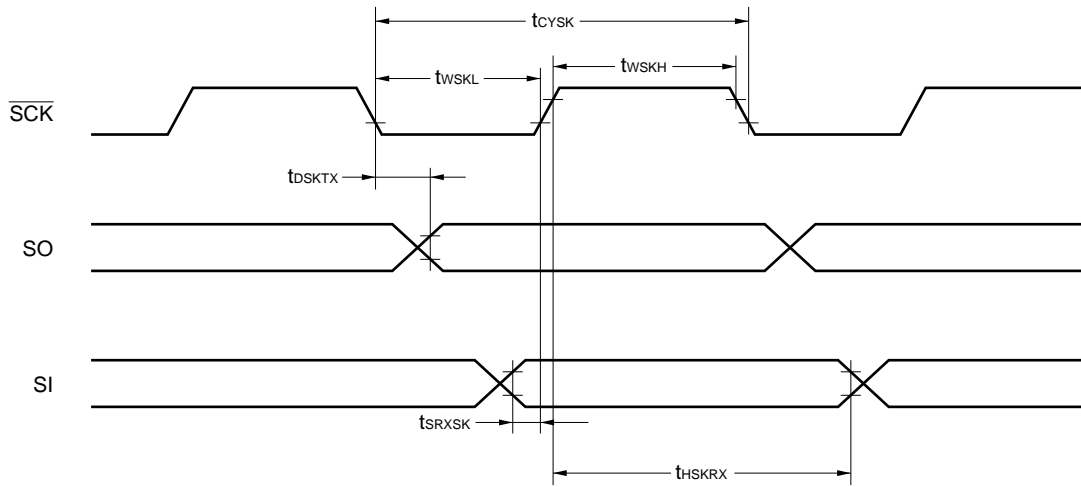 tCYSK
tWSKL
tWSKH
SCK
tDSKTX
SO
SI
tSRXSK
tHSKRX